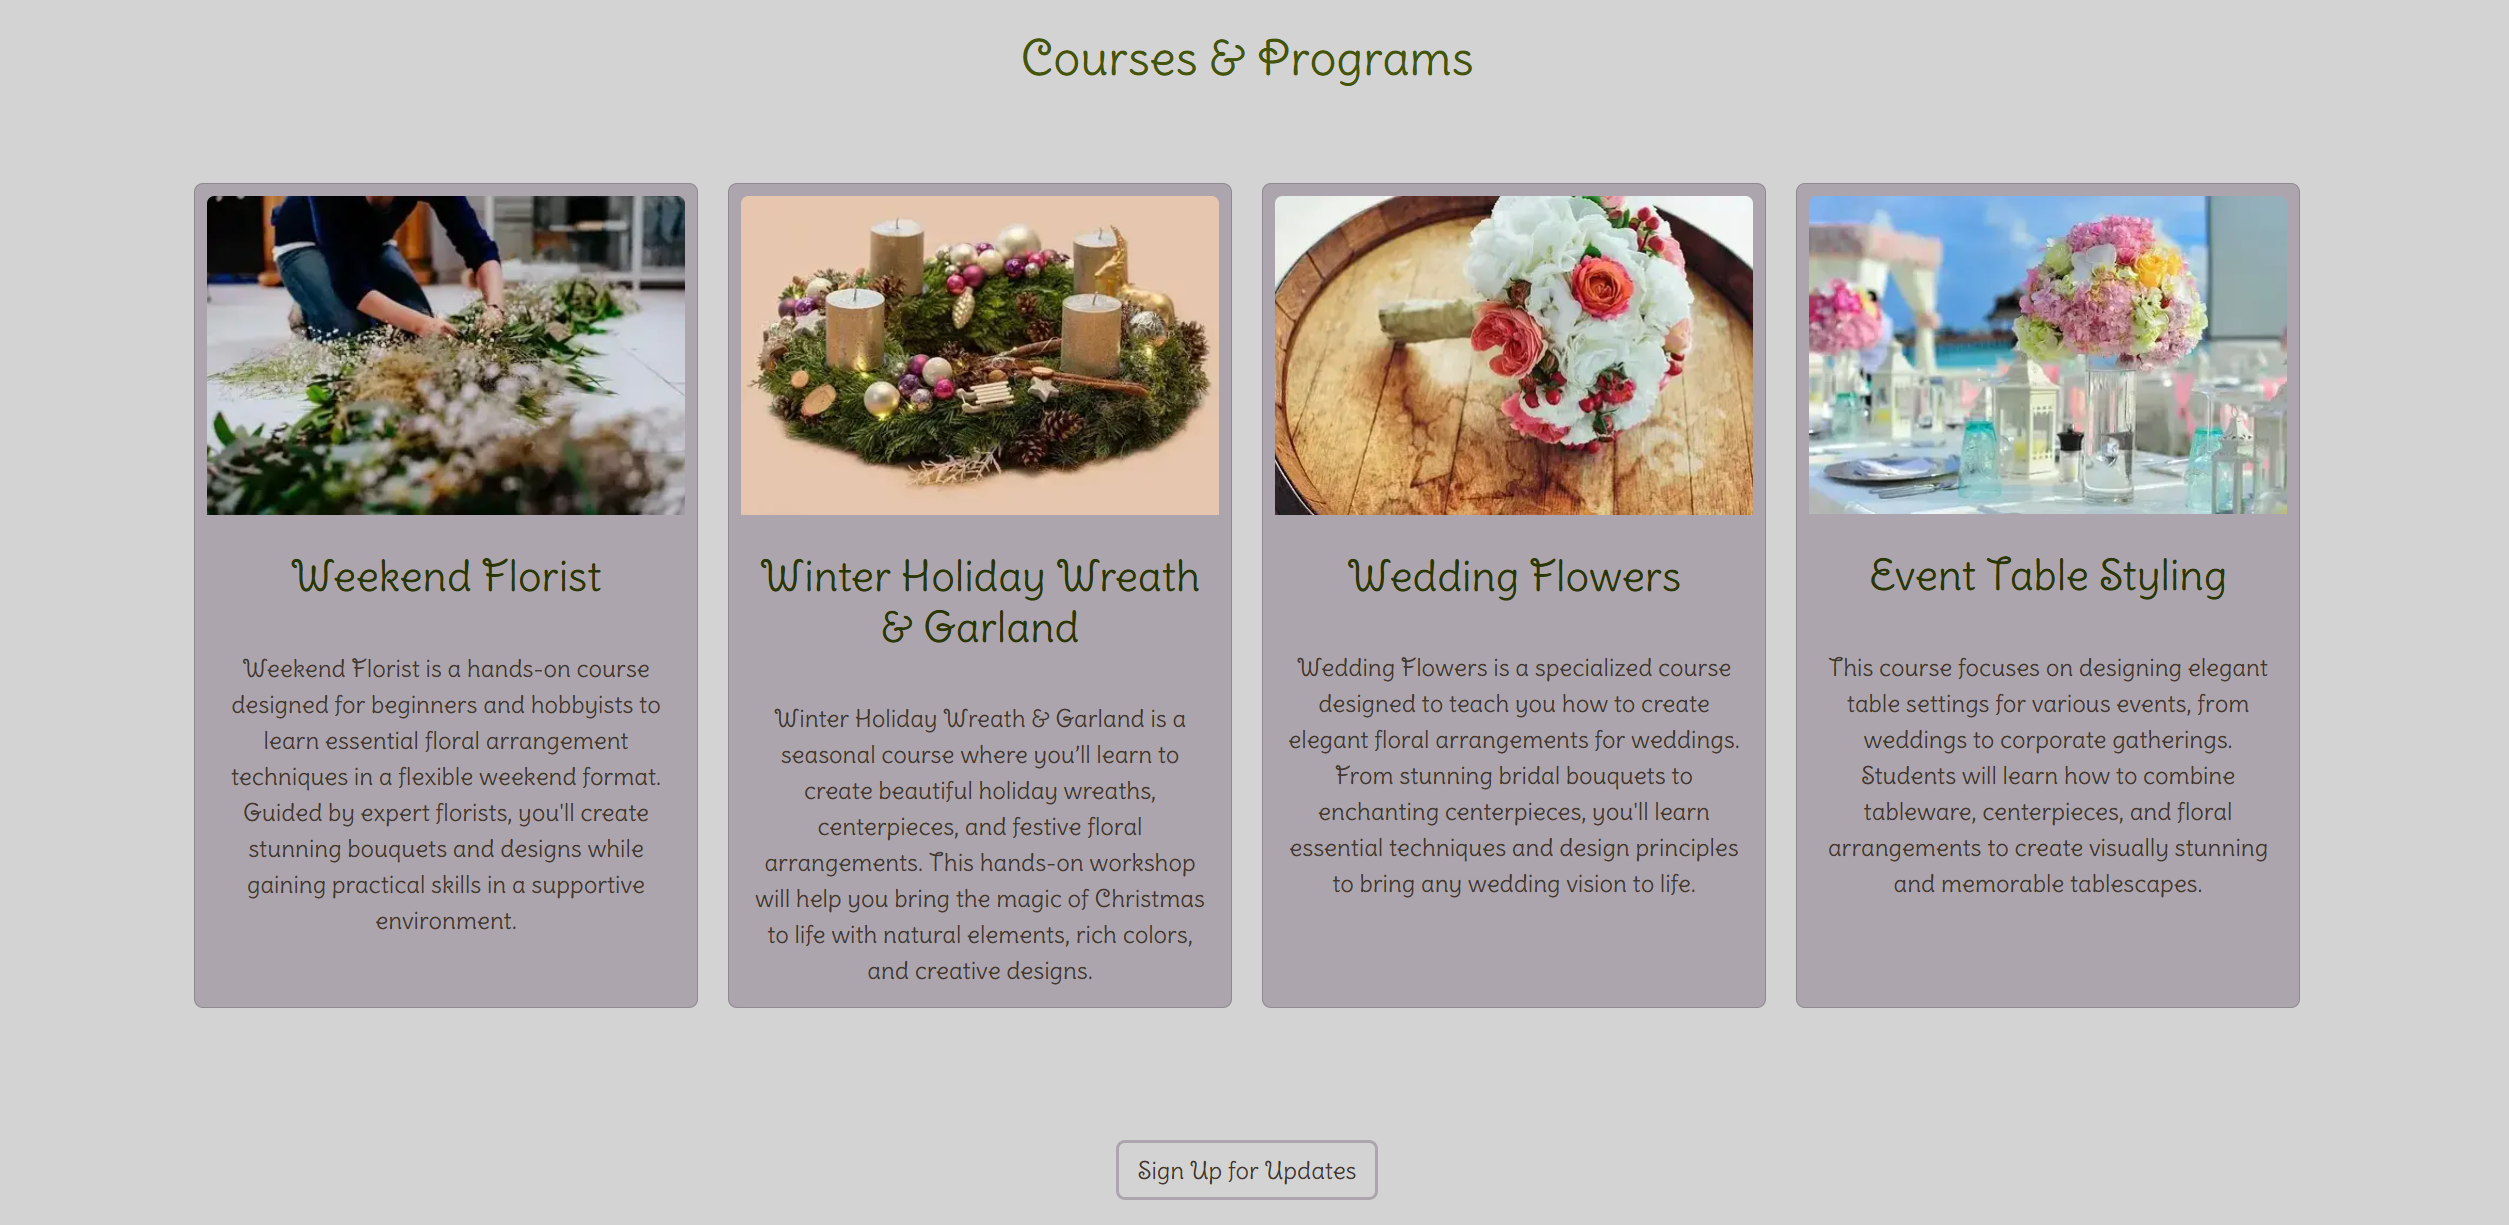 Courses & Programs
Weekend Florist
Weekend Florist is a hands-on course
designed for beginners and hobbyists to
learn essential floral arrangement
techniques in a flexible weekend format.
Guided by expert florists, you'll create
stunning bouquets and designs while
gaining practical skills in a supportive
environment.
Winter Holiday Wreath
& Garland
Winter Holiday Wreath & Garland is a
seasonal course where you’ll learn to
create beautiful holiday wreaths,
centerpieces, and festive floral
arrangements. This hands-on workshop
will help you bring the magic of Christmas
to life with natural elements, rich colors,
and creative designs.
Wedding Flowers
Wedding Flowers is a specialized course
designed to teach you how to create
elegant floral arrangements for weddings.
From stunning bridal bouquets to
enchanting centerpieces, you'll learn
essential techniques and design principles
to bring any wedding vision to life.
Event Table Styling
This course focuses on designing elegant
table settings for various events, from
weddings to corporate gatherings.
Students will learn how to combine
tableware, centerpieces, and floral
arrangements to create visually stunning
and memorable tablescapes.
Sign Up for Updates